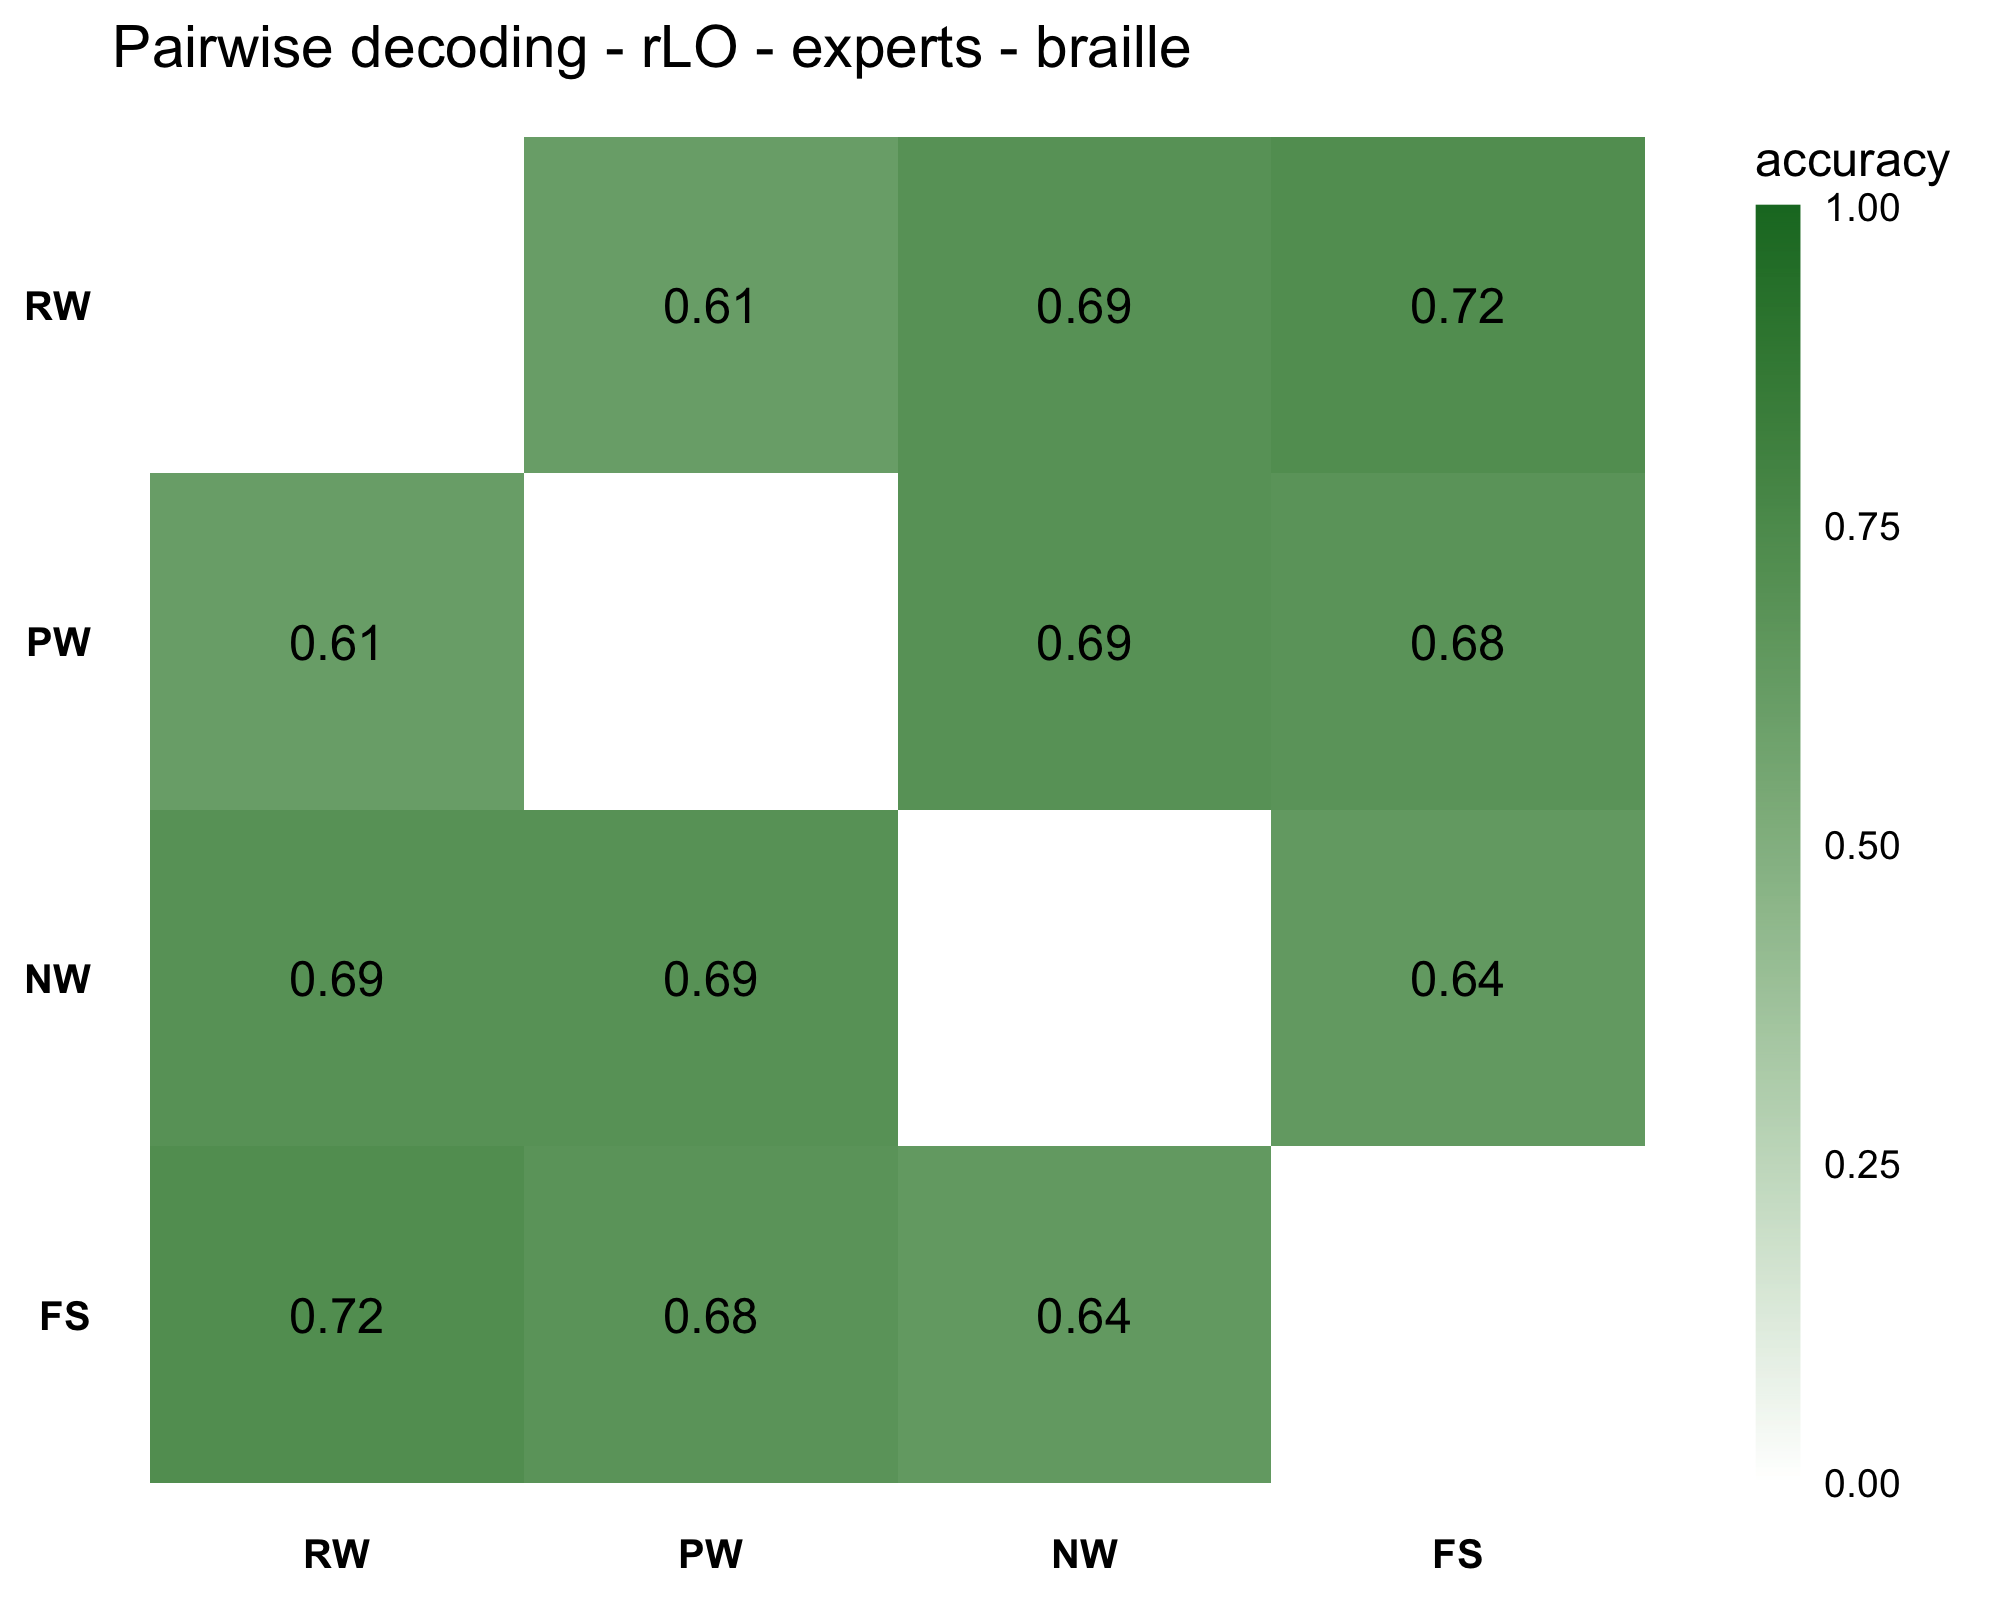 Pairwise decoding - rLO - experts - braille
accuracy
1.00
0.75
0.50
0.25
0.00
RW 0.61 0.69 0.72
PW 0.61 0.69 0.68
NW 0.69 0.69 0.64
FS 0.72 0.68 0.64
RW PW NW FS